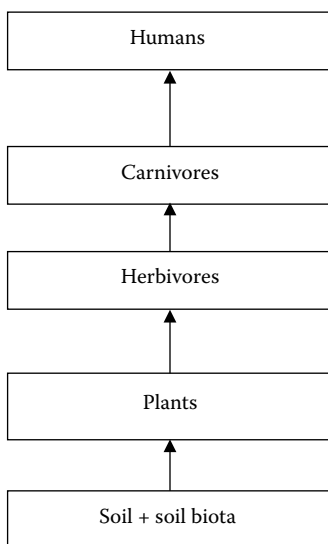 Humans
Carnivores
Herbivores
Plants
Soil + soil biota